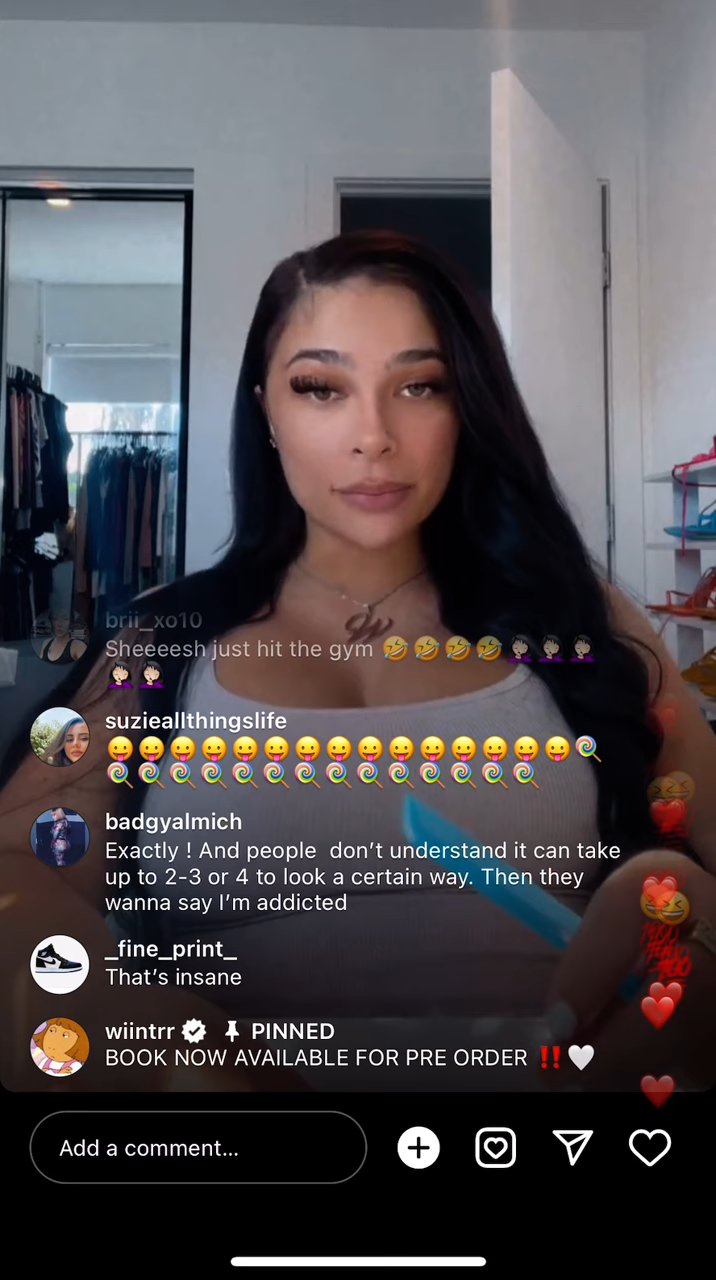 brii_xo10
Sheeeesh just hit the gym 🤣🤣🤣🤣🤦🏻‍♀️🤦🏻‍♀️🤦🏻‍♀️
🤦🏻‍♀️🤦🏻‍♀️
suzieallthingslife
😛😛😛😛😛😛😛😛😛😛😛😛😛😛😛🍭
🍭🍭🍭🍭🍭🍭🍭🍭🍭🍭🍭🍭🍭🍭
badgyalmich
Exactly ! And people  don’t understand it can take
up to 2-3 or 4 to look a certain way. Then they
wanna say I’m addicted
_fine_print_
That’s insane
wiintrr PINNED
BOOK NOW AVAILABLE FOR PRE ORDER ‼️🤍
Add a comment...